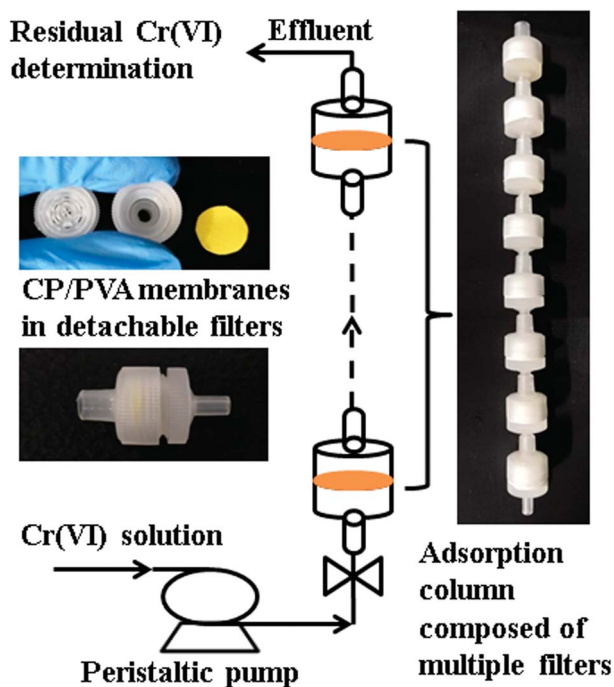 Residual Cr(VI)
determination
Effluent
CP/PVA membranes
in detachable filters
Cr(VI) solution
Peristaltic pump
Adsorption
column
composed of
multiple filters